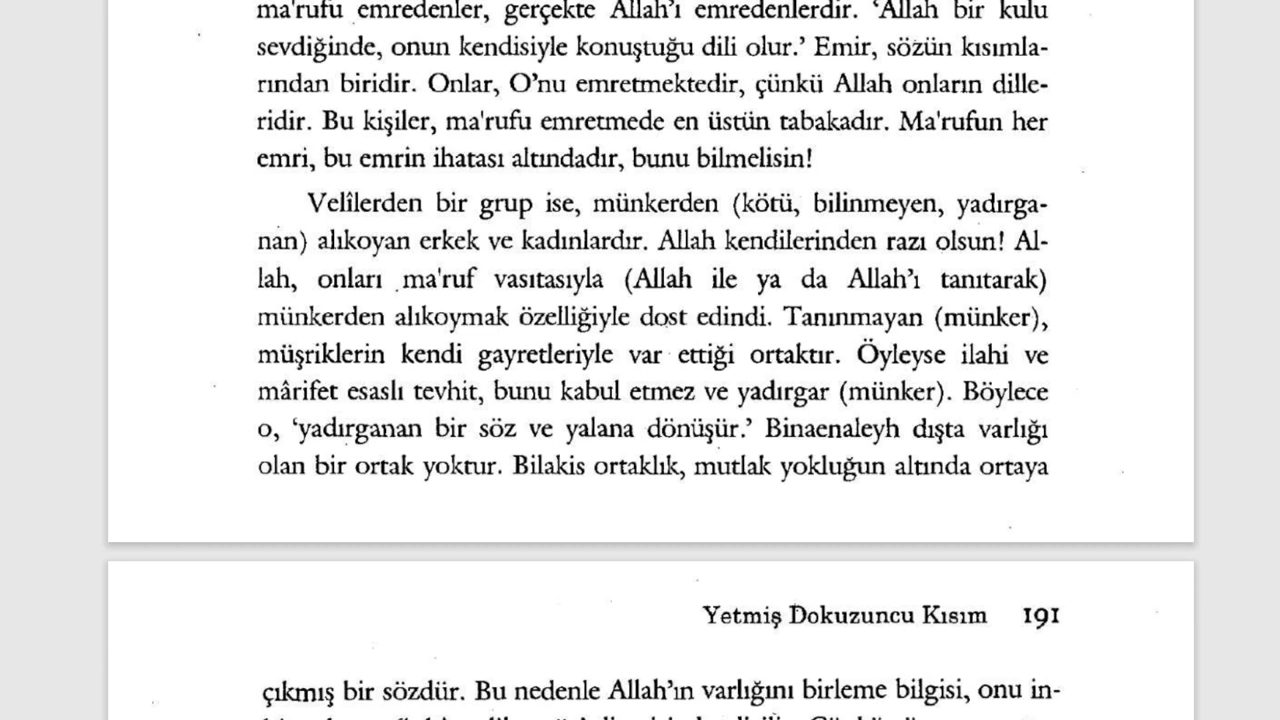 ma'rufu emredenler, gerçekte Allah'ı emredenlerdir. 'Allah bir kulu
sevdiğinde, onun kendisiyle konuştuğu dili olur.' Emir, sözün kısımla-
rından biridir. Onlar, O'nu emretmektedir, çünkü Allah onların dille-
ridir. Bu kişiler, ma'rufu emretmede en üstün tabakadır. Ma'rufun her
emri, bu emrin ihatası altındadır, bunu bilmelisin!
Velîlerden bir grup ise, münkerden (kötü, bilinmeyen, yadırga-
nan) alıkoyan erkek ve kadınlardır. Allah kendilerinden razı olsun! Al-
lah, onları ma'ruf vasıtasıyla (Allah ile ya da Allah'ı tanıtarak)
münkerden alıkoymak özelliğiyle dost edindi. Tanınmayan (münker),
müşriklerin kendi gayretleriyle var ettiği ortaktır. Öyleyse ilahi ve
mârifet esaslı tevhit, bunu kabul etmez ve yadırgar (münker). Böylece
o, 'yadırganan bir söz ve yalana dönüşür.' Binaenaleyh dışta varlığı
olan bir ortak yoktur. Bilakis ortaklık, mutlak yokluğun altında ortaya
Yetmiş Dokuzuncu Kısım 191
çıkmış bir sözdür. Bu nedenle Allah'ın varlığını birleme bilgisi, onu in-